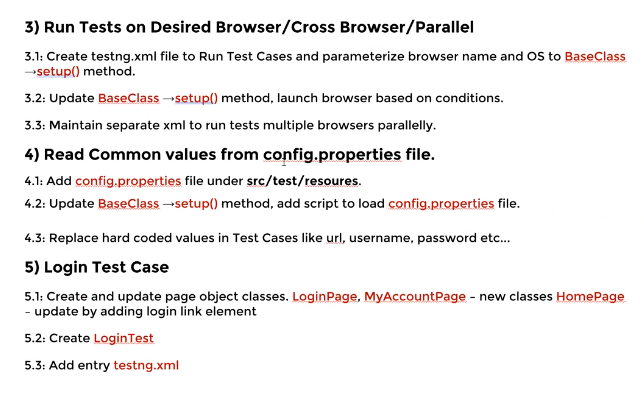 3) Run Tests on Desired Browser/Cross Browser/Parallel
3.1: Create testng.xml file to Run Test Cases and parameterize browser name and OS to BaseClass
→setup() method.
3.2: Update BaseClass →setup() method, launch browser based on conditions.
3.3: Maintain separate xml to run tests multiple browsers parallelly.
4) Read Common values from config.properties file.
4.1: Add config.properties file under src/test/resoures.
4.2: Update BaseClass →setup() method, add script to load config.properties file.
4.3: Replace hard coded values in Test Cases like url, username, password etc...
5) Login Test Case
5.1: Create and update page object classes. LoginPage, MyAccountPage – new classes HomePage
– update by adding login link element
5.2: Create LoginTest
5.3: Add entry testng.xml